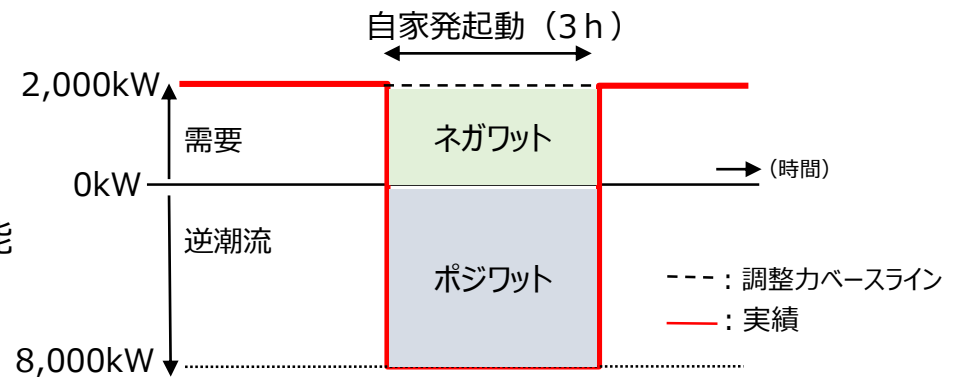 自家発起動（3ｈ）
2,000kW
需要
ネガワット
0kW
（時間）
能
逆潮流
ポジワット
：調整力ベースライン
：実績
8,000kW